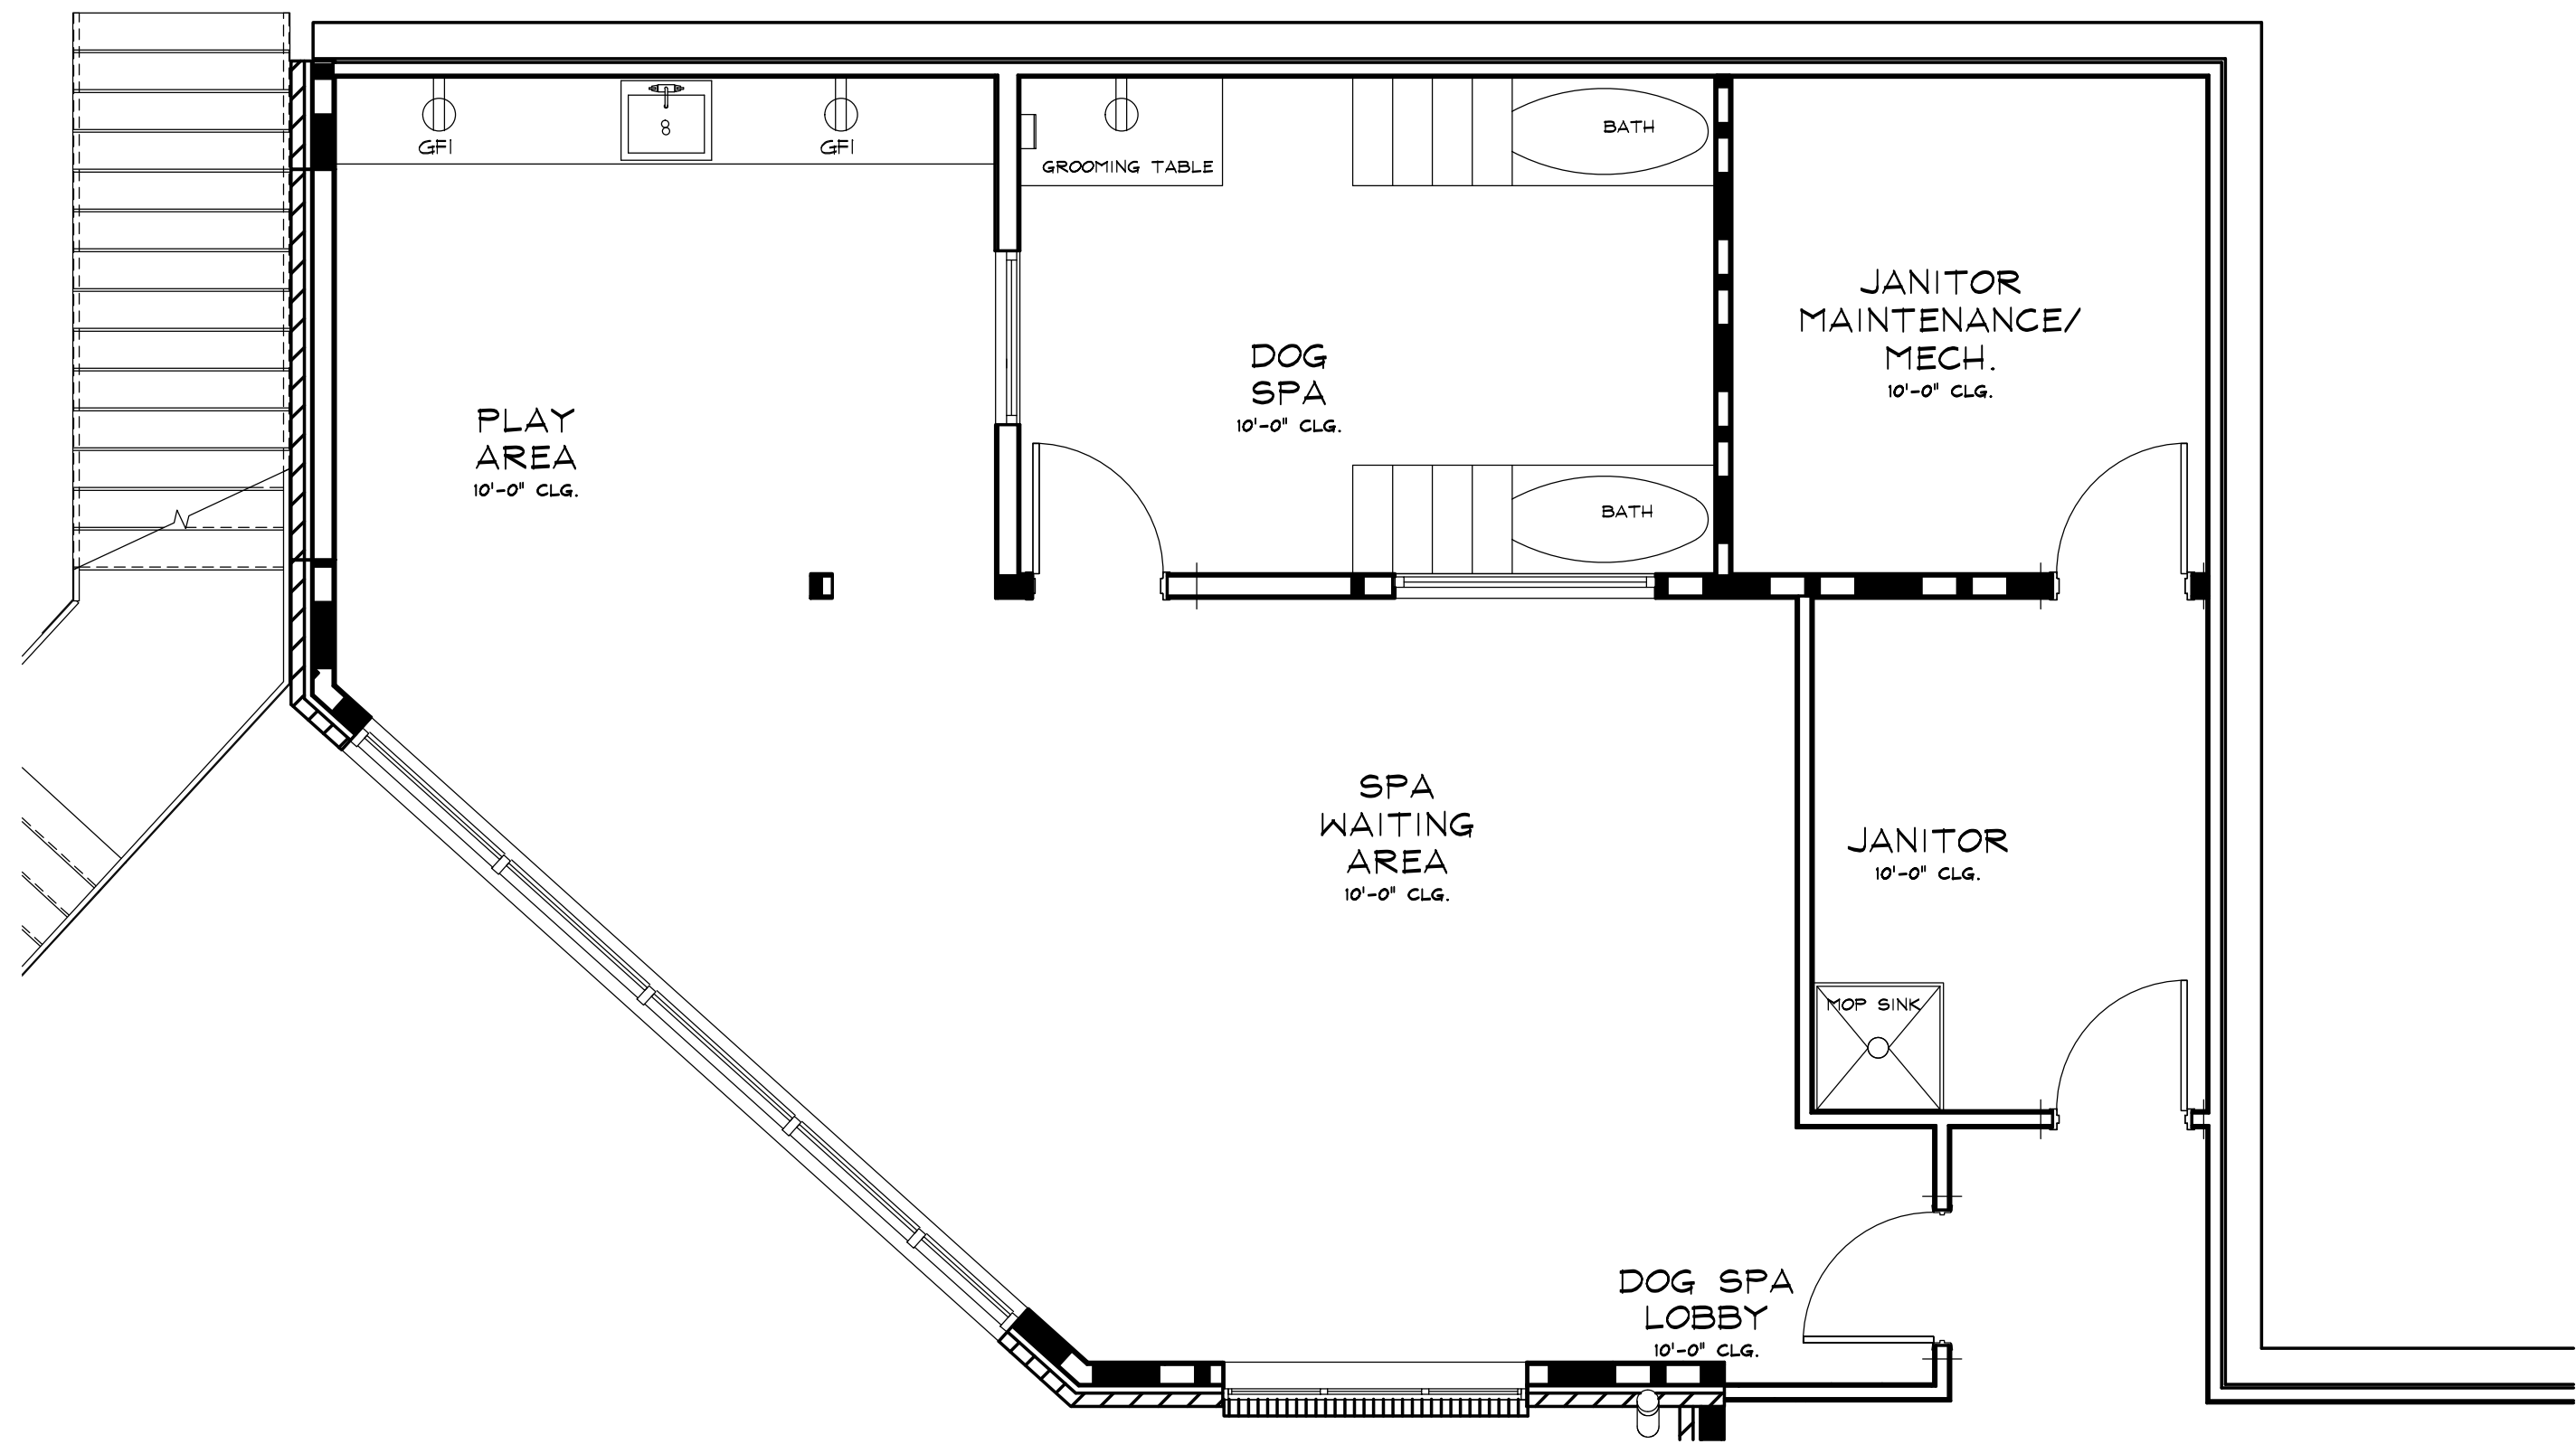 GFI
GFI
GROOMING TABLE
BATH
JANITOR
MAINTENANCE/
MECH.
10'-0" CLG.
DOG
SPA
10'-0" CLG.
PLAY
AREA
10'-0" CLG.
BATH
SPA
WAITING
AREA
10'-0" CLG.
JANITOR
10'-0" CLG.
MOP SINK
DOG SPA
LOBBY
10'-0" CLG.